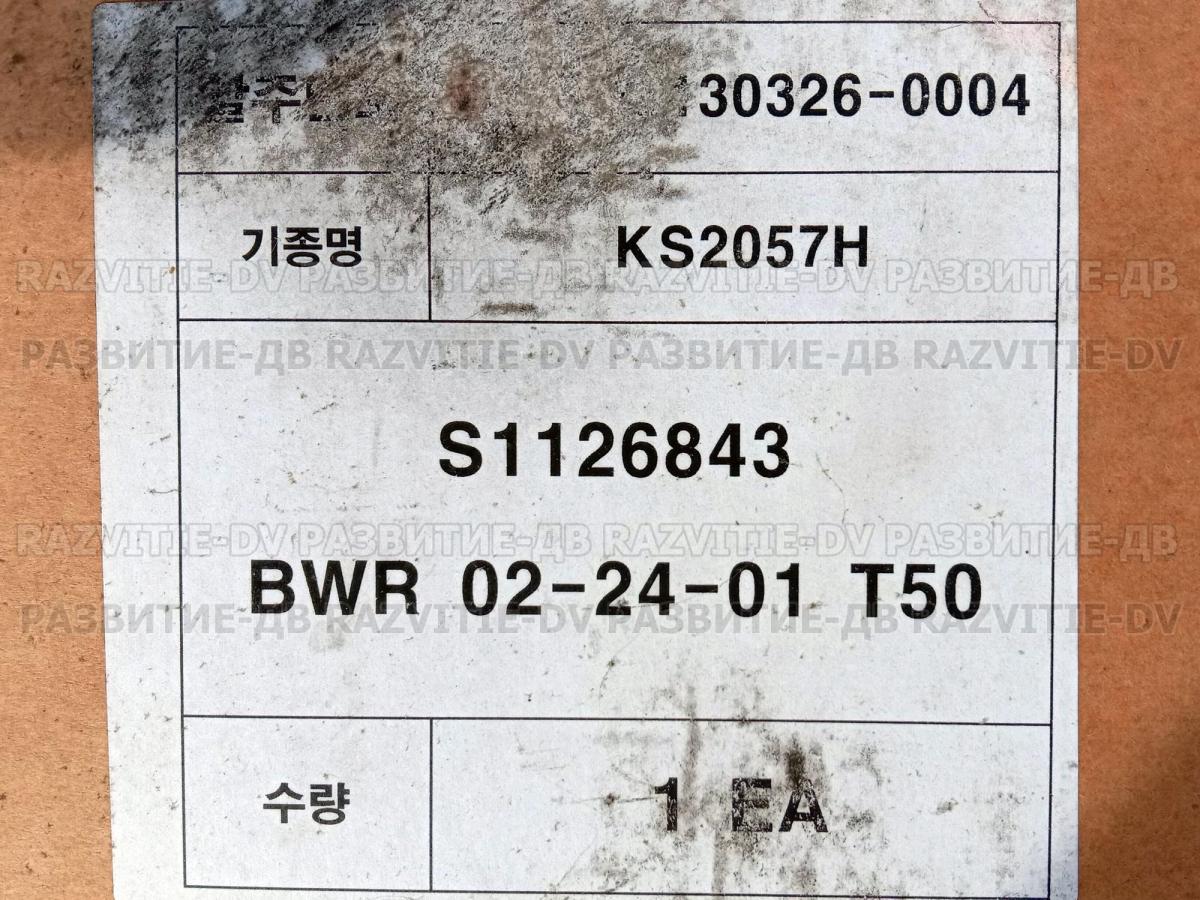 30326-0004
기종명 KS2057H
RAZVITIE-DV РАЗВИТИЕ-ДВ RAZVITIE-DV РАЗВИТИЕ-ДВ
РАЗВИТИЕ-ДВ RAZVITIE-DV РАЗВИТИЕ-ДВ RAZVITIE-DV
S1126843
RAZVITIE-DV РАЗВИТИЕ-ДВ RAZVITIE-DV РАЗВИТИЕ-ДВ
BWR 02-24-01 T50
РАЗВИТИЕ-ДВ RAZVITIE-DV РАЗВИТИЕ-ДВ RAZVITIE-DV
수량 1 EA